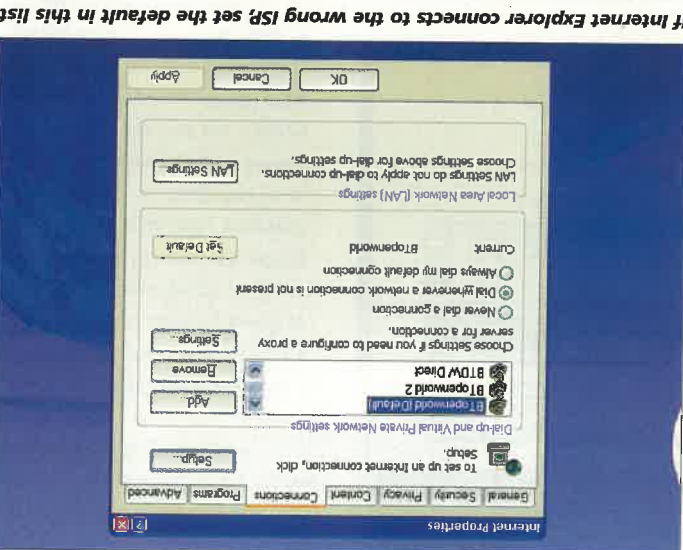 Internet Properties
General Security Privacy Content Connections Programs Advanced
To set up an Internet connection, click
Setup.
Setup...
Dial-up and Virtual Private Network settings
BTopenworld (Default)
BTopenworld 2
BTOW Direct
Add...
Remove
Choose Settings if you need to configure a proxy
server for a connection.
Settings...
Never dial a connection
Dial whenever a network connection is not present
Always dial my default connection
Current BTopenworld
Set Default
Local Area Network (LAN) settings
LAN Settings do not apply to dial-up connections.
Choose Settings above for dial-up settings.
LAN Settings
OK Cancel Apply
If Internet Explorer connects to the wrong ISP, set the default in this list